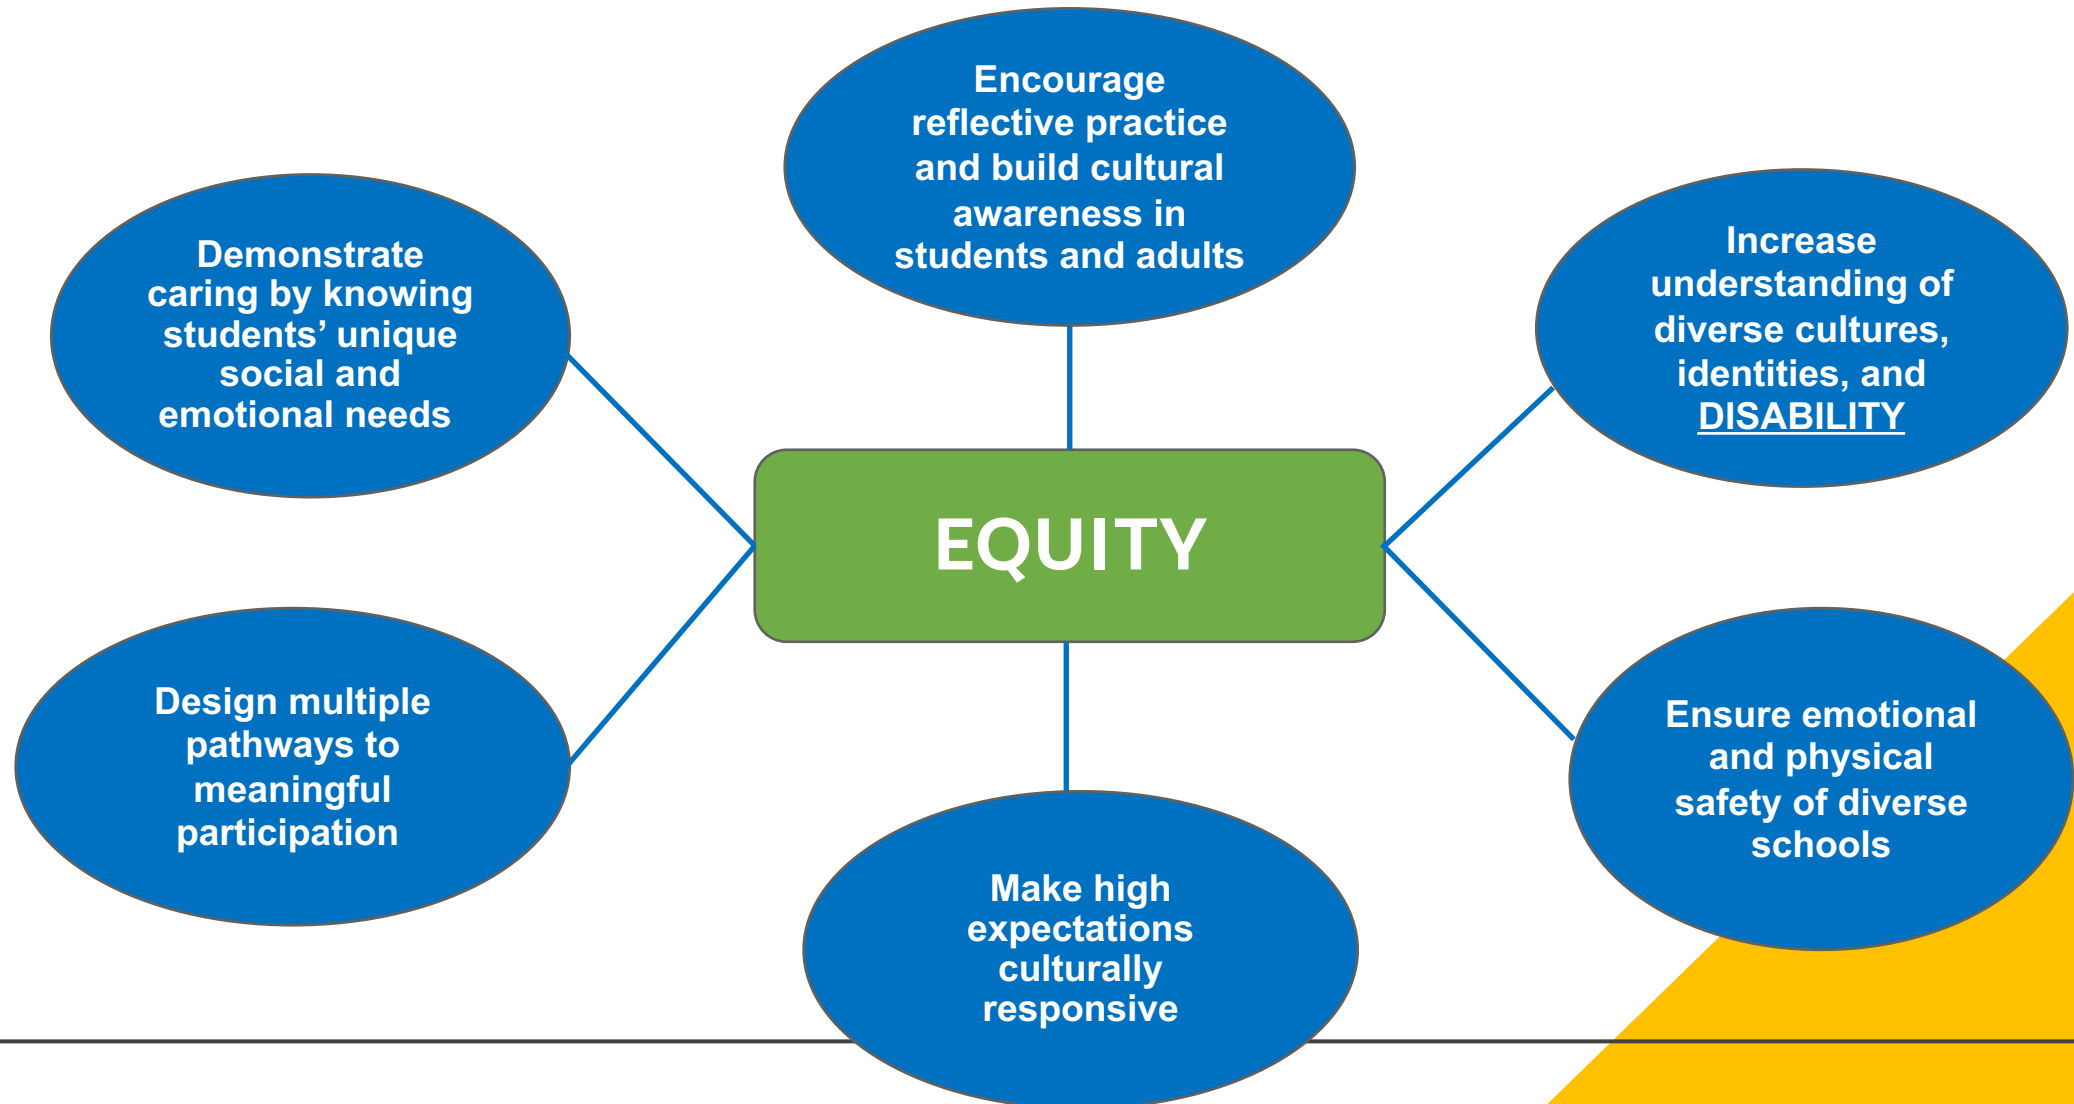 Encourage
reflective practice
and build cultural
awareness in
students and adults
Demonstrate
caring by knowing
students’ unique
social and
emotional needs
Increase
understanding of
diverse cultures,
identities, and
DISABILITY
EQUITY
Design multiple
pathways to
meaningful
participation
Ensure emotional
and physical
safety of diverse
schools
Make high
expectations
culturally
responsive